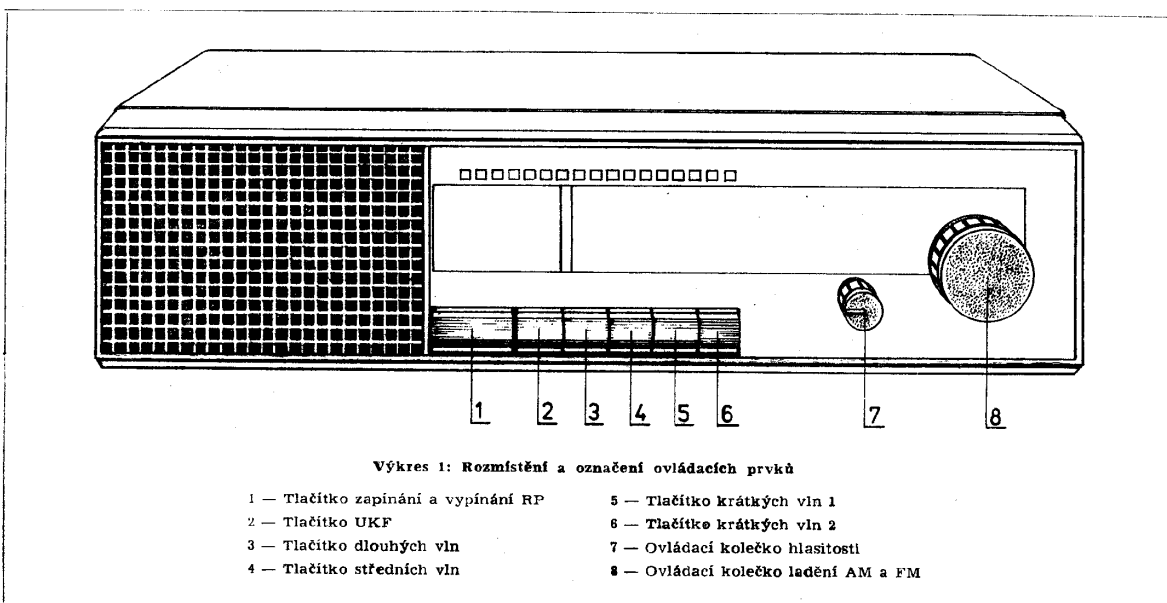 1 2 3 4 5 6 7 8
Výkres 1: Rozmístění a označení ovládacích prvků
1 — Tlačítko zapínání a vypínání RP
2 — Tlačítko UKF
3 — Tlačítko dlouhých vln
4 — Tlačítko středních vln
5 — Tlačítko krátkých vln 1
6 — Tlačítko krátkých vln 2
7 — Ovládací kolečko hlasitosti
8 — Ovládací kolečko ladění AM a FM